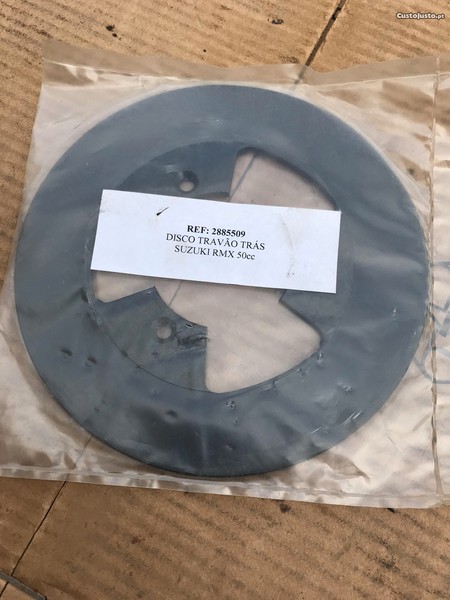 CustoJusto.pt
REF: 2885509
DISCO TRAVÃO TRÁS
SUZUKI RMX 50cc